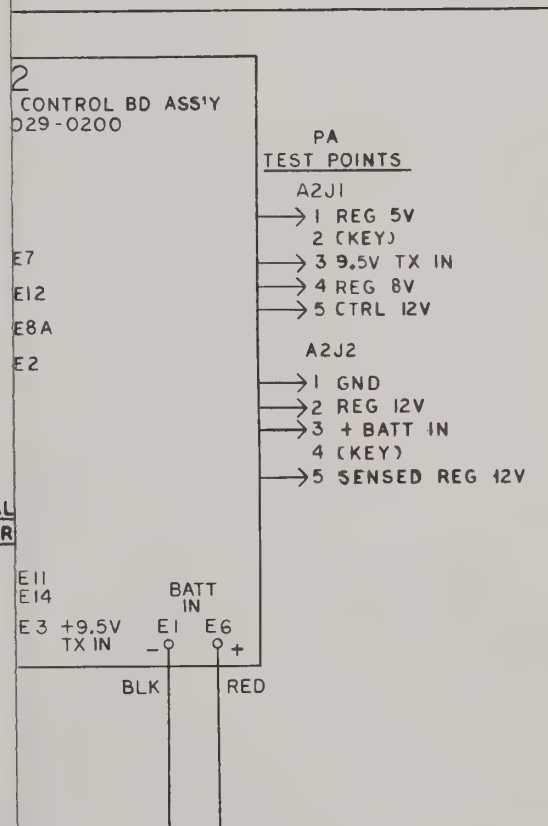 2
CONTROL BD ASS'Y
029-0200
PA
TEST POINTS
A2J1
1 REG 5V
2 (KEY)
3 9.5V TX IN
4 REG 8V
5 CTRL 12V
E7
E12
E8A
E2
A2J2
1 GND
2 REG 12V
3 + BATT IN
4 (KEY)
5 SENSED REG 12V
L
R
E11
E14
E3 +9.5V
TX IN
BATT
IN
E1 E6
- +
BLK RED